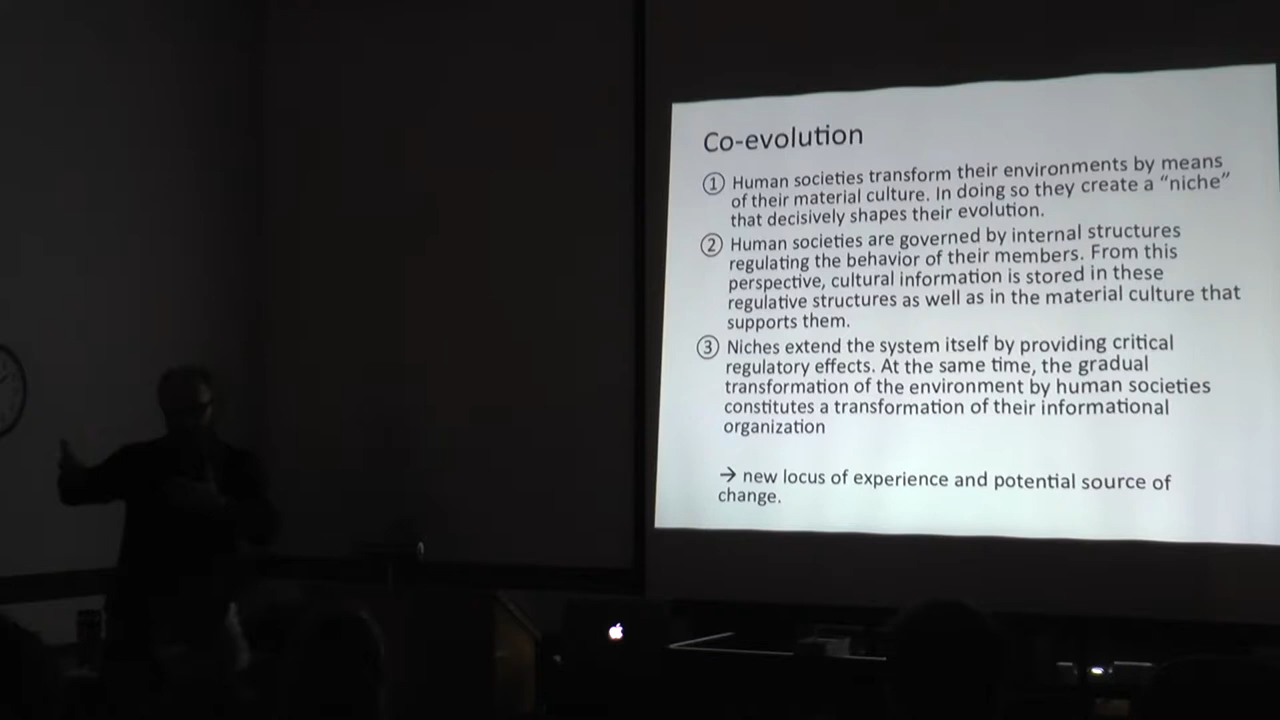 Co-evolution
① Human societies transform their environments by means
of their material culture. In doing so they create a “niche”
that decisively shapes their evolution.
② Human societies are governed by internal structures
regulating the behavior of their members. From this
perspective, cultural information is stored in these
regulative structures as well as in the material culture that
supports them.
③ Niches extend the system itself by providing critical
regulatory effects. At the same time, the gradual
transformation of the environment by human societies
constitutes a transformation of their informational
organization
→ new locus of experience and potential source of
change.